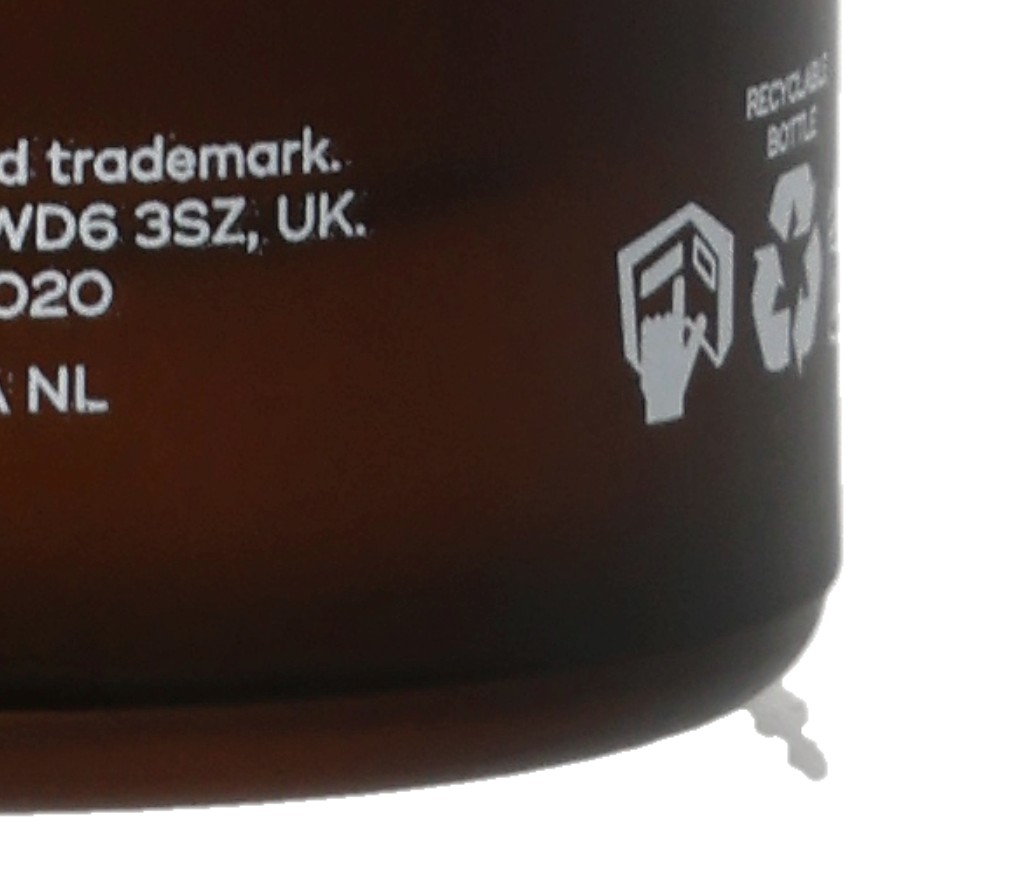 d trademark.
WD6 3SZ, UK.
020
NL
RECYCLABLE
BOTTLE